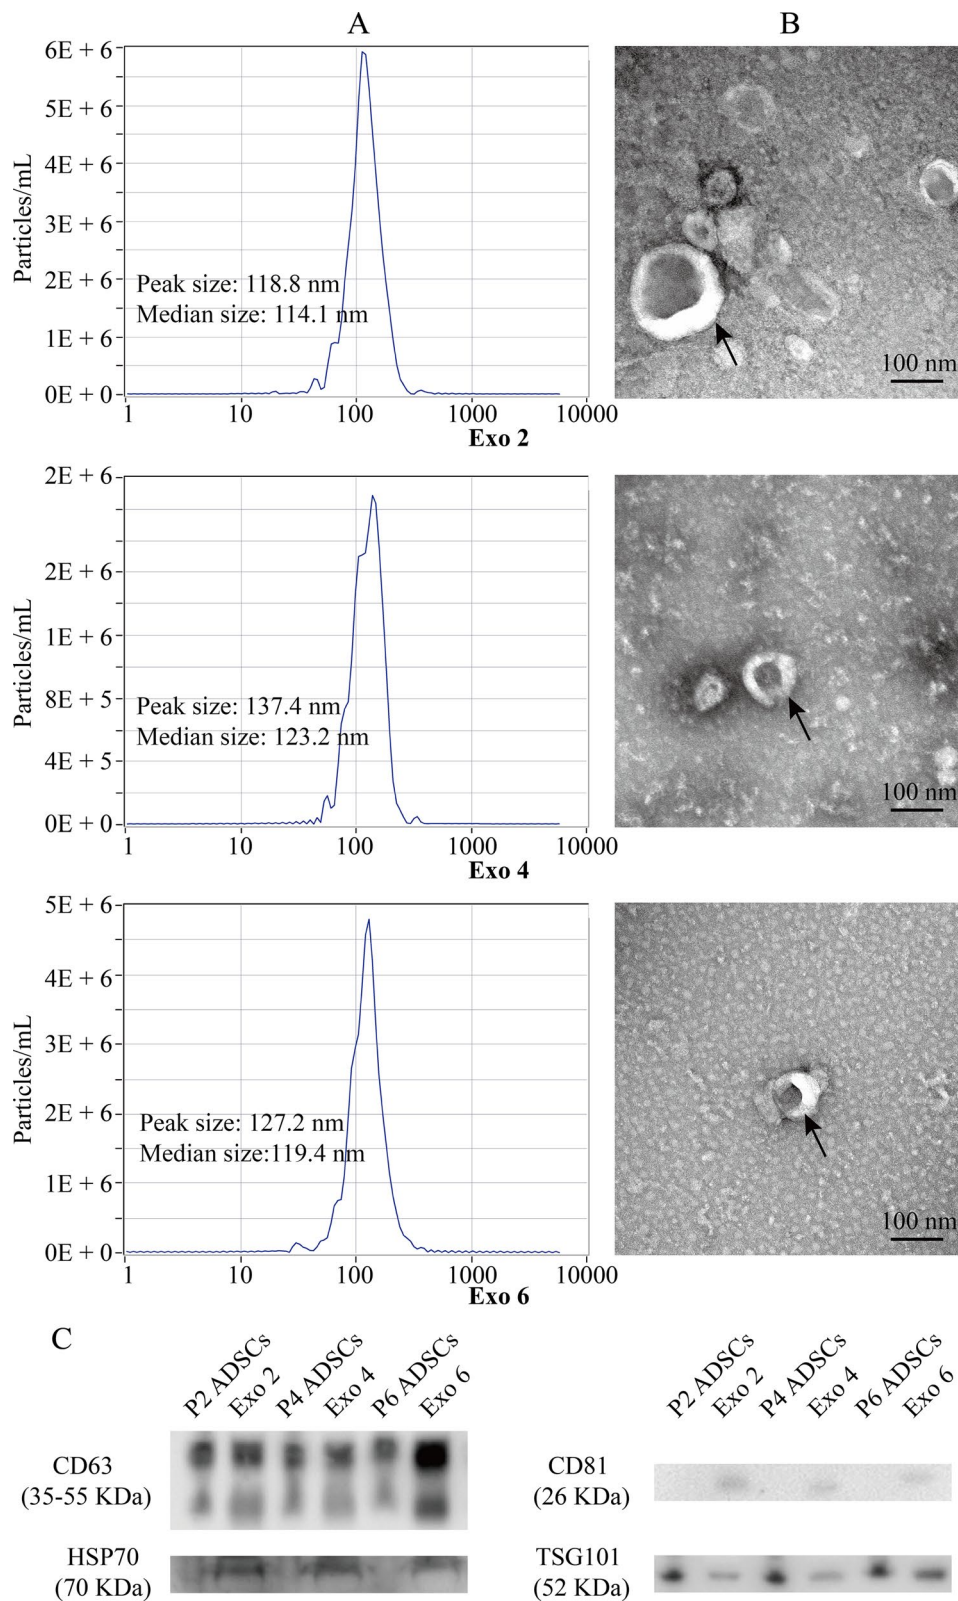 A
B
6E + 6
5E + 6
4E + 6
3E + 6
2E + 6
1E + 6
0E + 0
Particles/mL
Peak size: 118.8 nm
Median size: 114.1 nm
1 10 100 1000 10000
Exo 2
100 nm
2E + 6
2E + 6
1E + 6
8E + 5
4E + 5
0E + 0
Particles/mL
Peak size: 137.4 nm
Median size: 123.2 nm
1 10 100 1000 10000
Exo 4
100 nm
5E + 6
4E + 6
3E + 6
2E + 6
1E + 6
0E + 0
Particles/mL
Peak size: 127.2 nm
Median size:119.4 nm
1 10 100 1000 10000
Exo 6
100 nm
C
P2 ADSCs
Exo 2
P4 ADSCs
Exo 4
P6 ADSCs
Exo 6
CD63
(35-55 KDa)
HSP70
(70 KDa)
P2 ADSCs
Exo 2
P4 ADSCs
Exo 4
P6 ADSCs
Exo 6
CD81
(26 KDa)
TSG101
(52 KDa)